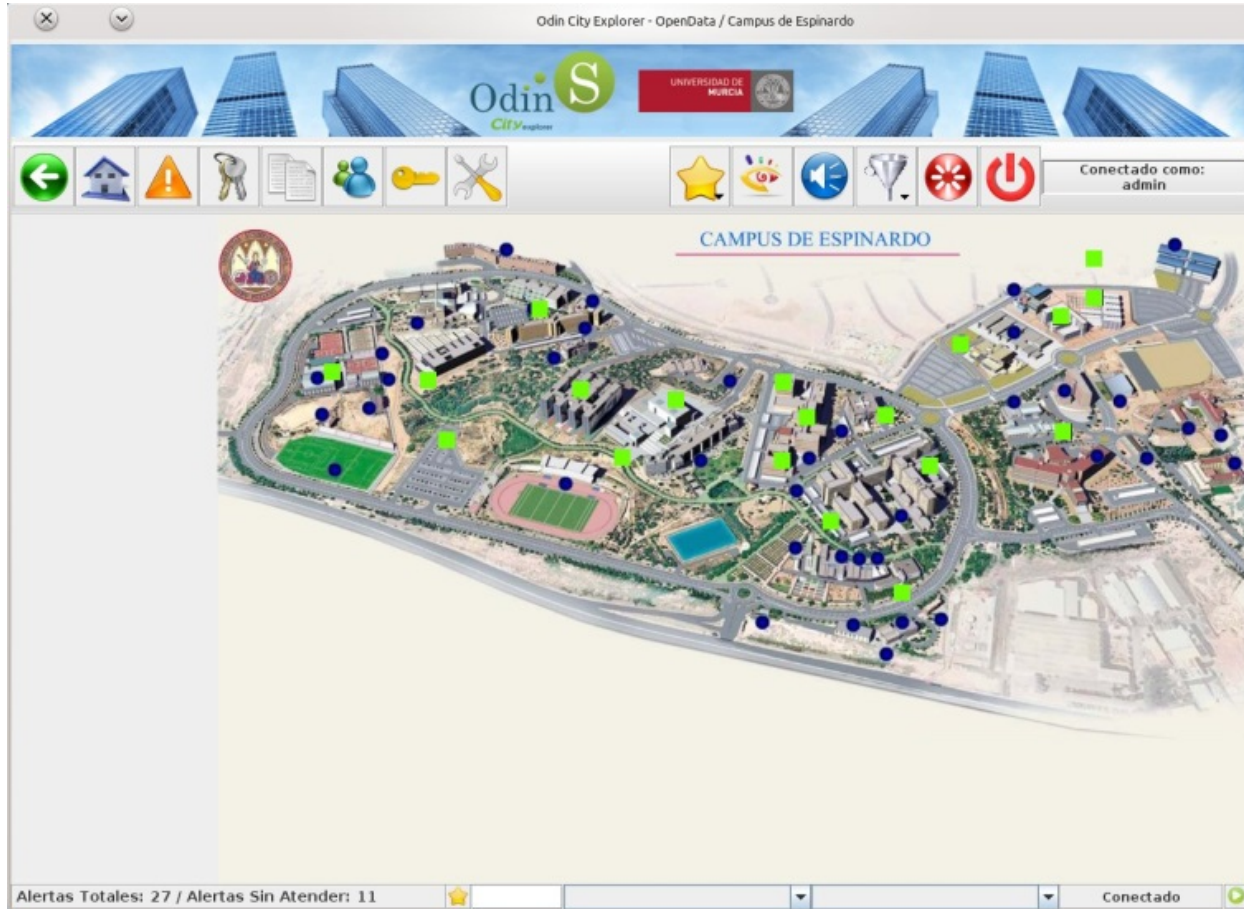 Odin City Explorer - OpenData / Campus de Espinardo
Odin S
City explorer
UNIVERSIDAD DE
MURCIA
Conectado como:
admin
CAMPUS DE ESPINARDO
Alertas Totales: 27 / Alertas Sin Atender: 11
Conectado